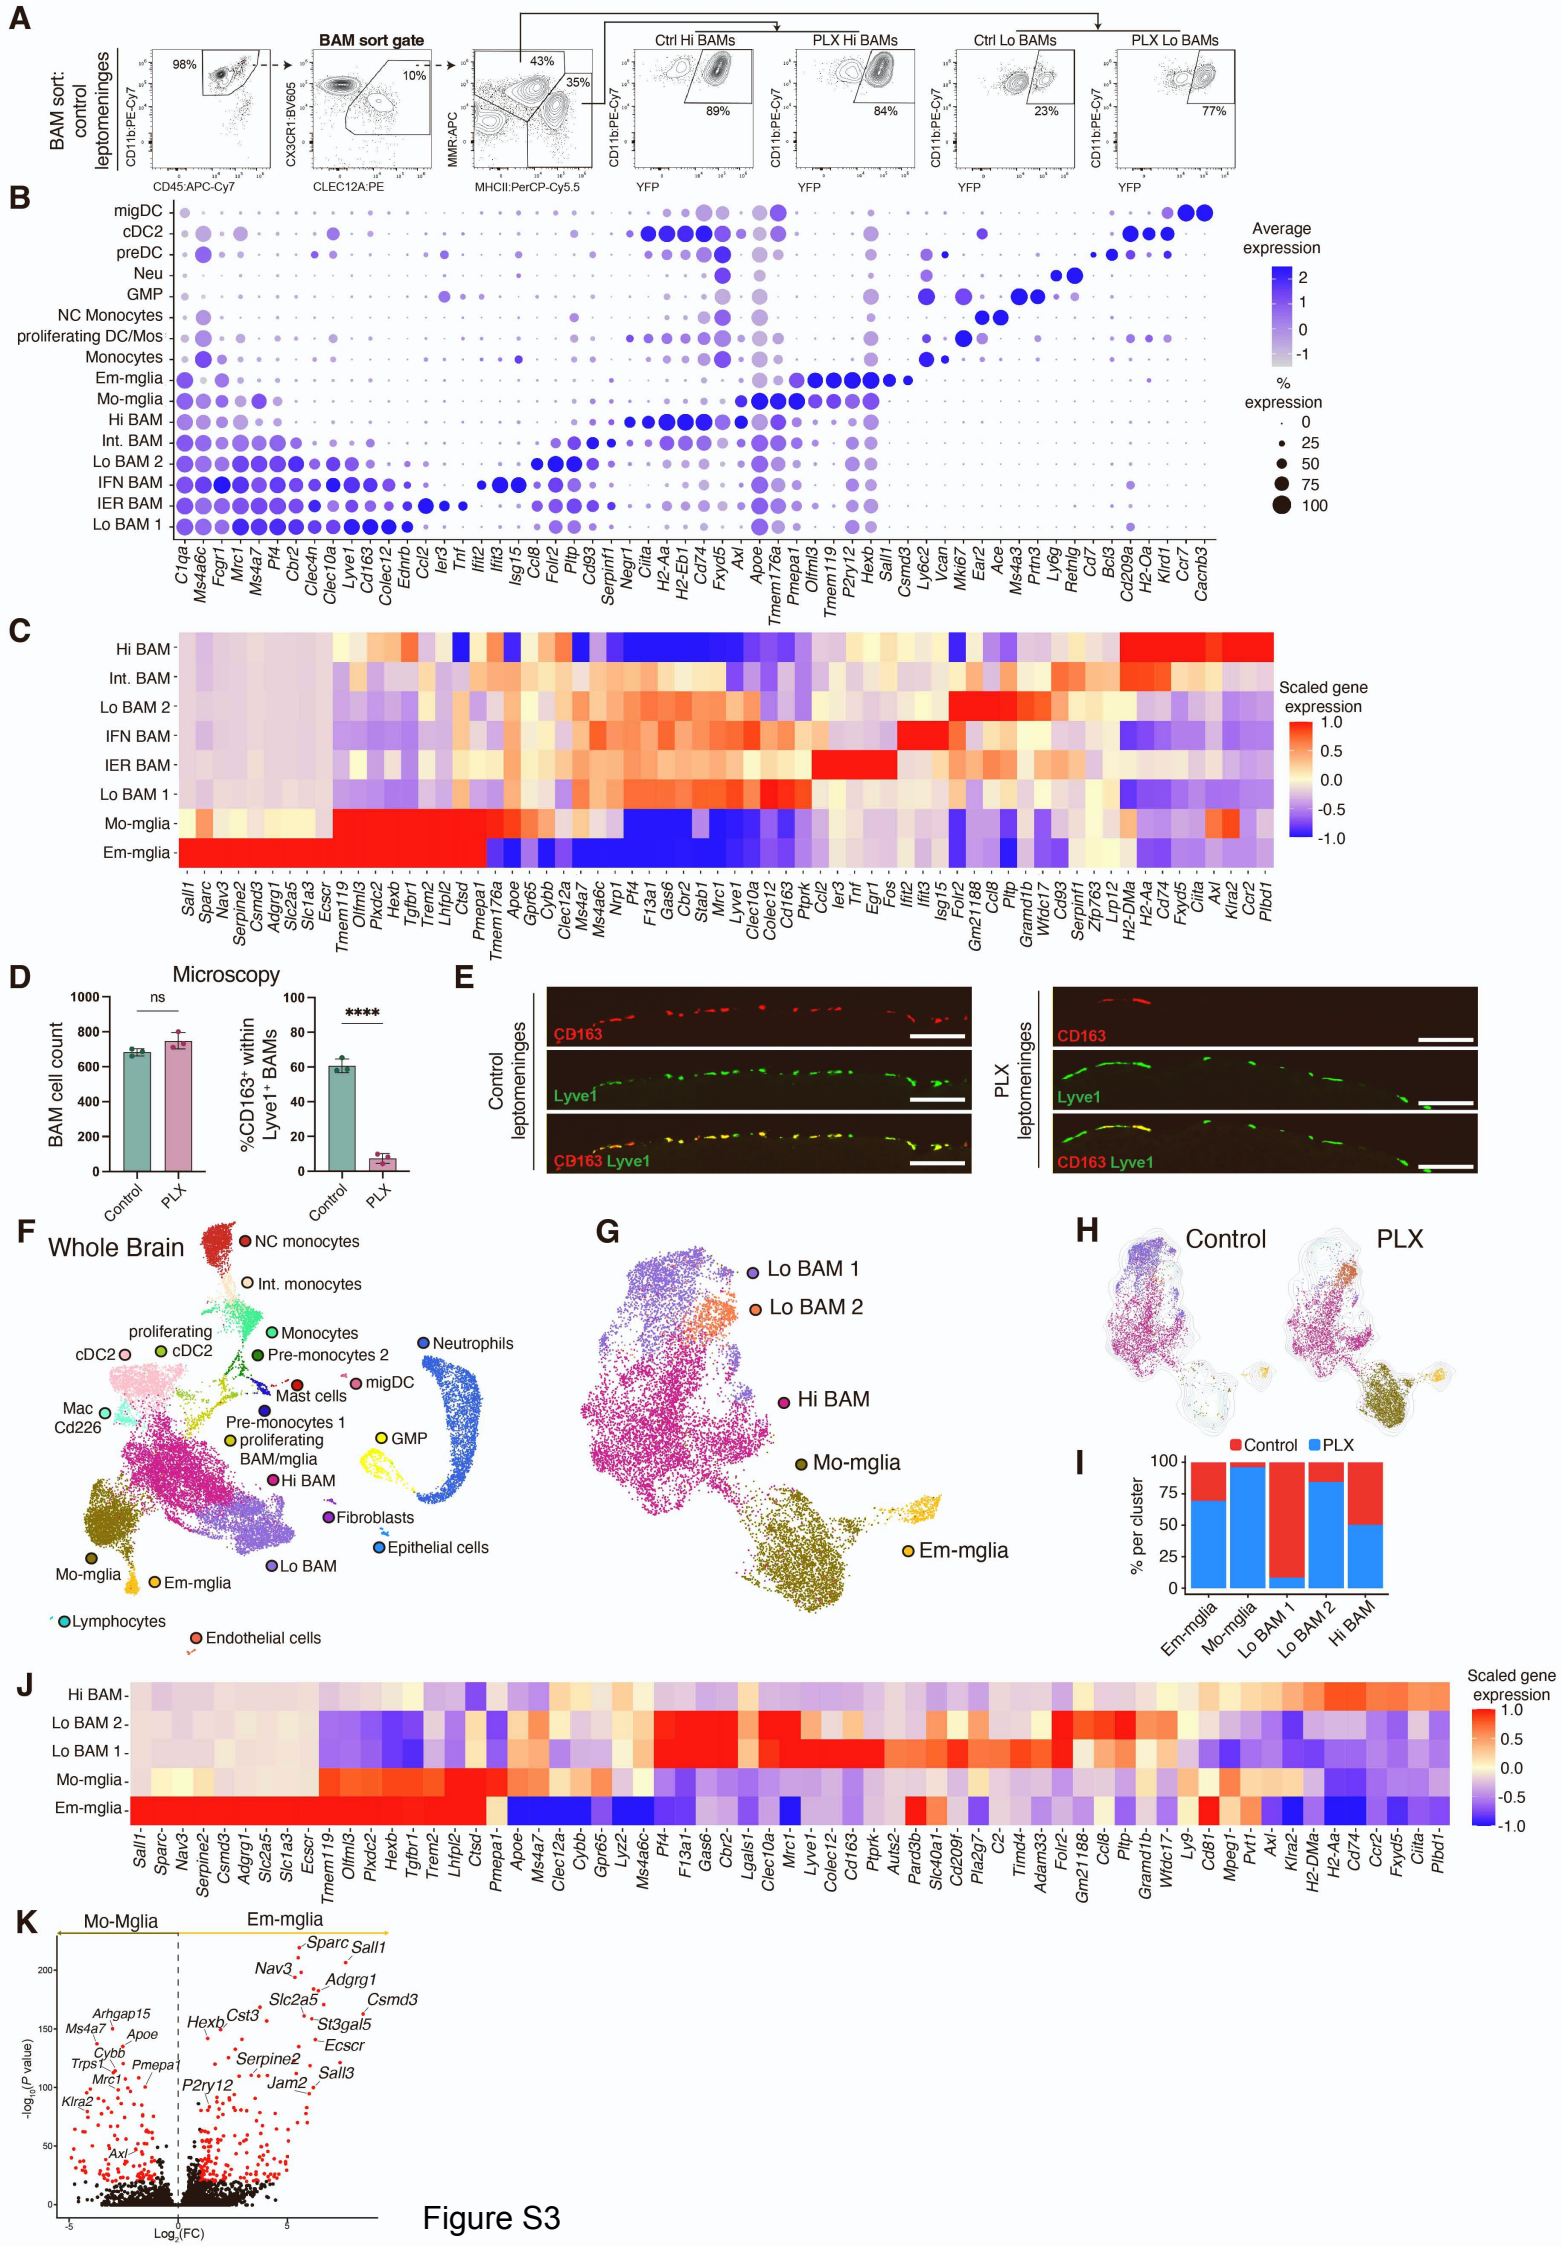 A
BAM sort:
control
leptomeninges
BAM sort gate
Ctrl Hi BAMs
PLX Hi BAMs
Ctrl Lo BAMs
PLX Lo BAMs
98%
10%
43%
35%
89%
84%
23%
77%
CD11b:PE-Cy7
CX3CR1:BV605
MMR:APC
CD11b:PE-Cy7
CD11b:PE-Cy7
CD11b:PE-Cy7
CD11b:PE-Cy7
CD45:APC-Cy7
CLEC12A:PE
MHCII:PerCP-Cy5.5
YFP
YFP
YFP
YFP
B
migDC
cDC2
preDC
Neu
GMP
NC Monocytes
proliferating DC/Mos
Monocytes
Em-mglia
Mo-mglia
Hi BAM
Int. BAM
Lo BAM 2
IFN BAM
IER BAM
Lo BAM 1
Average
expression
2
1
0
-1
%
expression
0
25
50
75
100
C1qa
Ms4a6c
Fcgr1
Mrc1
Ms4a7
Pf4
Cbr2
Clec4n
Clec10a
Lyve1
Cd163
Colec12
Ednrb
Ccl2
Ier3
Tnf
Ifit2
Ifit3
Isg15
Ccl8
Folr2
Pltp
Cd93
Serpinf1
Negr1
Ciita
H2-Aa
H2-Eb1
Cd74
Fxyd5
Axl
Apoe
Tmem176a
Pmepa1
Olfml3
Tmem119
P2ry12
Hexb
Sall1
Csmd3
Ly6c2
Vcan
Mki67
Ear2
Ace
Ms4a3
Prtn3
Ly6g
Retnlg
Cd7
Bcl3
Cd209a
H2-Oa
Klrd1
Ccr7
Cacnb3
C
Hi BAM
Int. BAM
Lo BAM 2
IFN BAM
IER BAM
Lo BAM 1
Mo-mglia
Em-mglia
Scaled gene
expression
1.0
0.5
0.0
-0.5
-1.0
Sall1
Sparc
Nav3
Serpine2
Csmd3
Adgrg1
Slc2a5
Slc1a3
Ecscr
Tmem119
Olfml3
Plxdc2
Hexb
Tgfbr1
Trem2
Lhfpl2
Ctsd
Pmepa1
Tmem176a
Apoe
Gpr65
Cybb
Clec12a
Ms4a7
Ms4a6c
Nrp1
Pf4
F13a1
Gas6
Cbr2
Stab1
Mrc1
Lyve1
Clec10a
Colec12
Cd163
Ptprk
Ccl2
Ier3
Tnf
Egr1
Fos
Ifit2
Ifit3
Isg15
Folr2
Gm21188
Ccl8
Pltp
Gramd1b
Wfdc17
Cd93
Serpinf1
Zfp763
Lrp12
H2-DMa
H2-Aa
Cd74
Fxyd5
Ciita
Axl
Klra2
Ccr2
Plbd1
D
Microscopy
BAM cell count
1000
800
600
400
200
0
ns
Control
PLX
%CD163+ within
Lyve1+ BAMs
100
80
60
40
20
0
****
Control
PLX
E
Control
leptomeninges
CD163
Lyve1
CD163 Lyve1
PLX
leptomeninges
CD163
Lyve1
CD163 Lyve1
F
Whole Brain
NC monocytes
Int. monocytes
Monocytes
proliferating
cDC2
cDC2
Pre-monocytes 2
Neutrophils
migDC
Mast cells
Mac
Cd226
Pre-monocytes 1
proliferating
BAM/mglia
GMP
Hi BAM
Fibroblasts
Epithelial cells
Lo BAM
Mo-mglia
Em-mglia
Lymphocytes
Endothelial cells
G
Lo BAM 1
Lo BAM 2
Hi BAM
Mo-mglia
Em-mglia
H
Control
PLX
I
Control
PLX
% per cluster
100
75
50
25
0
Em-mglia
Mo-mglia
Lo BAM 1
Lo BAM 2
Hi BAM
J
Hi BAM
Lo BAM 2
Lo BAM 1
Mo-mglia
Em-mglia
Scaled gene
expression
1.0
0.5
0.0
-0.5
-1.0
Sall1
Sparc
Nav3
Serpine2
Csmd3
Adgrg1
Slc2a5
Slc1a3
Ecscr
Tmem119
Olfml3
Plxdc2
Hexb
Tgfbr1
Trem2
Lhfpl2
Ctsd
Pmepa1
Apoe
Ms4a7
Clec12a
Cybb
Gpr65
Lyz2
Ms4a6c
Pf4
F13a1
Gas6
Cbr2
Lgals1
Clec10a
Mrc1
Lyve1
Colec12
Cd163
Ptprk
Auts2
Pard3b
Slc40a1
Cd209f
Pla2g7
C2
Timd4
Adam33
Folr2
Gm21188
Ccl8
Pltp
Gramd1b
Wfdc17
Ly9
Cd81
Mpeg1
Pvt1
Axl
Klra2
H2-DMa
H2-Aa
Cd74
Ccr2
Fxyd5
Ciita
Plbd1
K
Mo-Mglia
Em-mglia
-log10(P value)
200
150
100
50
0
Sparc
Sall1
Nav3
Adgrg1
Slc2a5
Csmd3
Arhgap15
Ms4a7
Apoe
Hexb
Cst3
St3gal5
Ecscr
Cybb
Trps1
Pmepa1
Mrc1
Serpine2
Sall3
Jam2
P2ry12
Klra2
Axl
-5
0
5
Log2(FC)
Figure S3